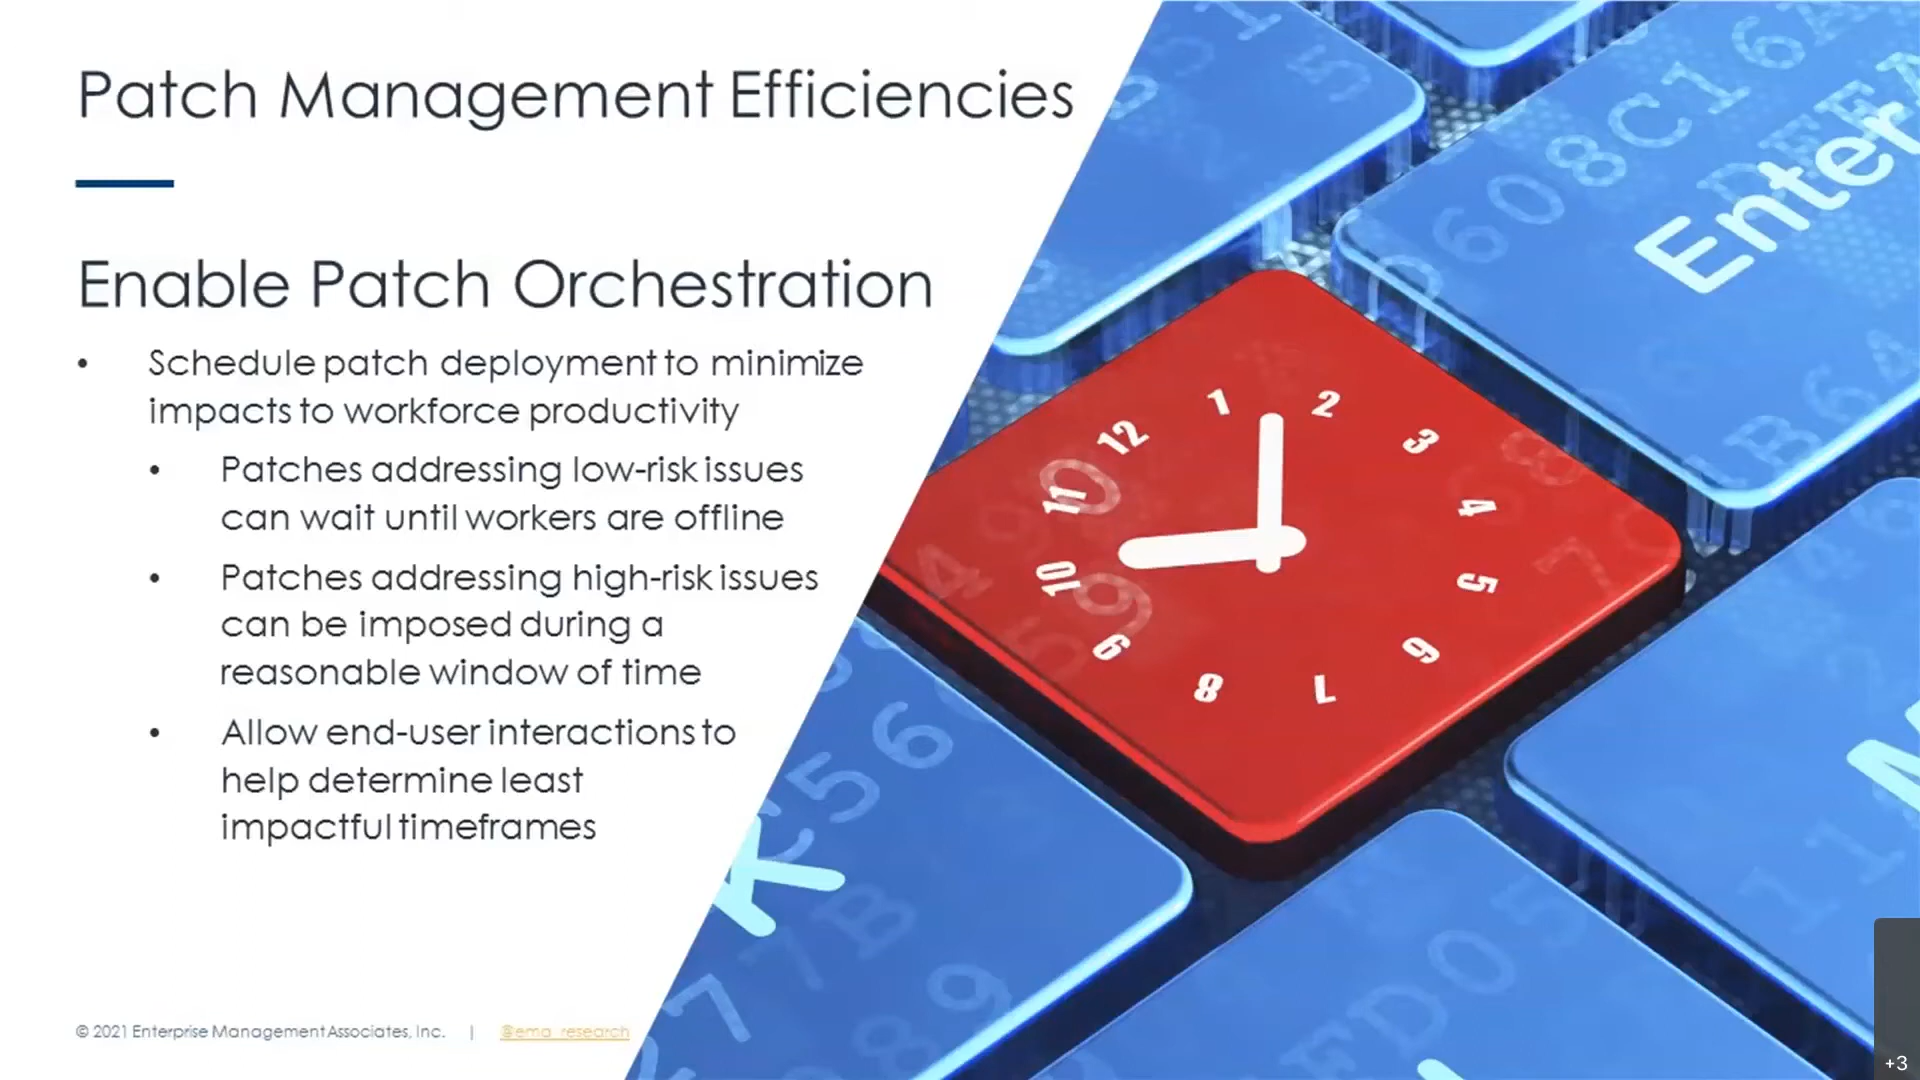 Patch Management Efficiencies
Enable Patch Orchestration
• Schedule patch deployment to minimize
impacts to workforce productivity
• Patches addressing low-risk issues
can wait until workers are offline
• Patches addressing high-risk issues
can be imposed during a
reasonable window of time
• Allow end-user interactions to
help determine least
impactful timeframes
© 2021 Enterprise Management Associates, Inc. | @ema_research
Enter
1 2 3 4 5 6 7 8 9 10 11 12
K
+3